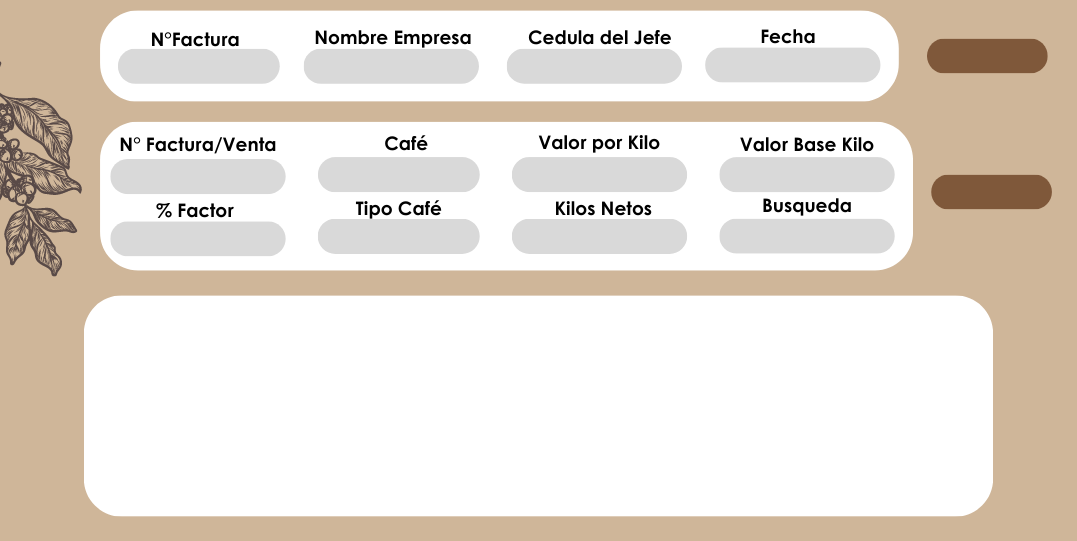 N°Factura Nombre Empresa Cedula del Jefe Fecha
N° Factura/Venta Café Valor por Kilo Valor Base Kilo
% Factor Tipo Café Kilos Netos Busqueda